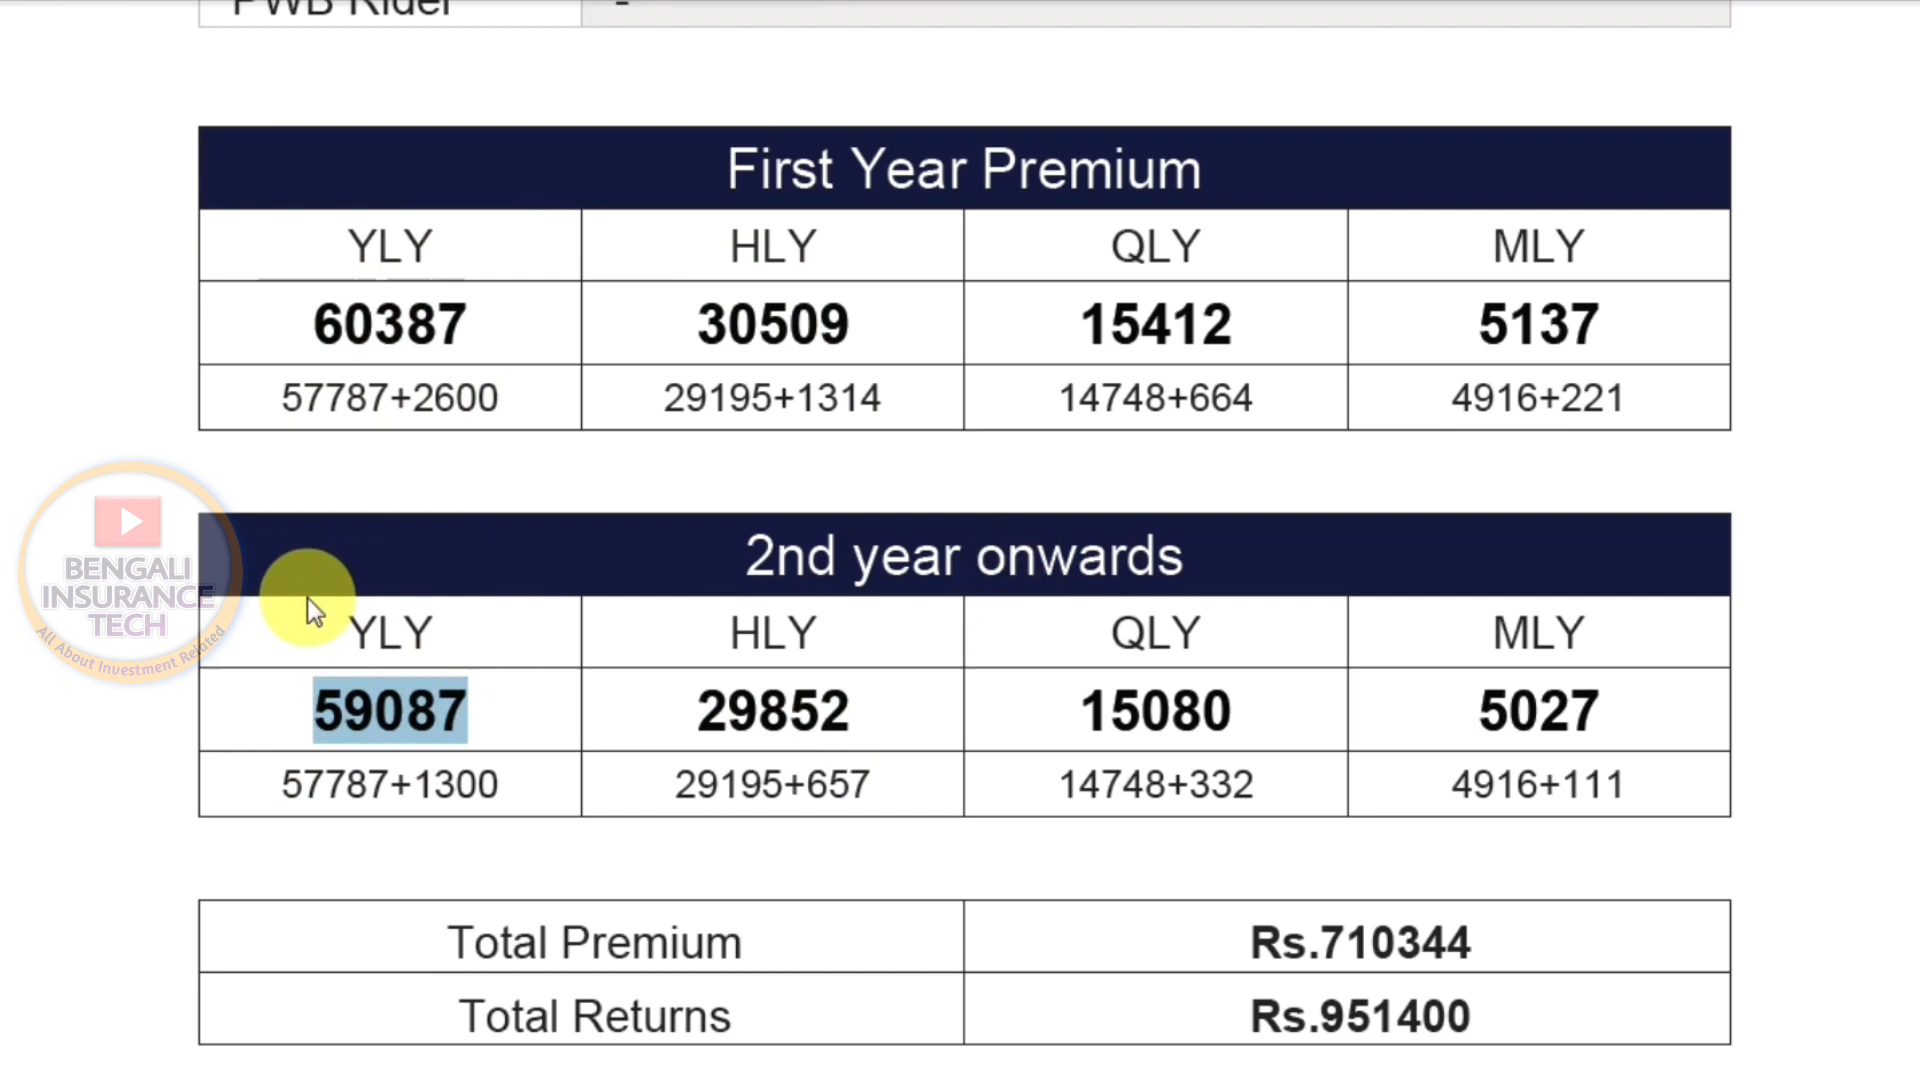 PWB Rider -
First Year Premium
YLY HLY QLY MLY
60387 30509 15412 5137
57787+2600 29195+1314 14748+664 4916+221
2nd year onwards
YLY HLY QLY MLY
59087 29852 15080 5027
57787+1300 29195+657 14748+332 4916+111
Total Premium Rs.710344
Total Returns Rs.951400
BENGALI
INSURANCE
TECH
All About Investment Related